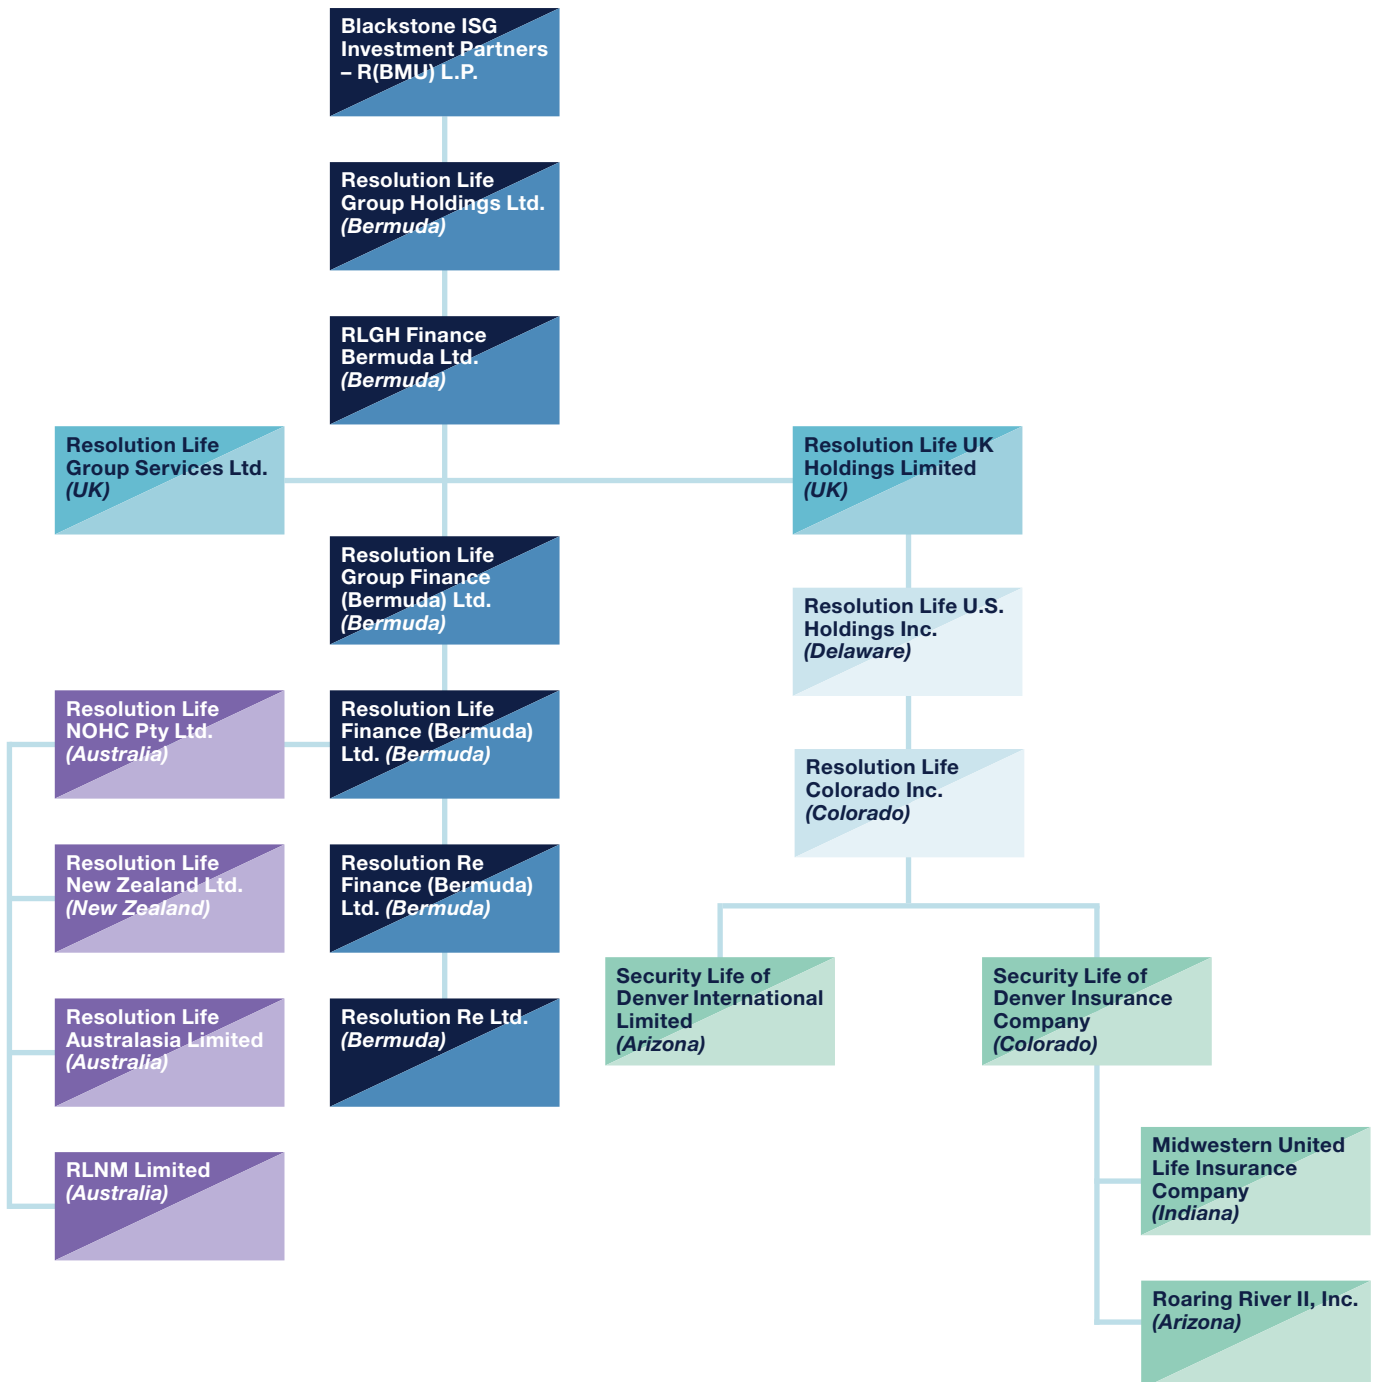 Blackstone ISG
Investment Partners
– R(BMU) L.P.
Resolution Life
Group Holdings Ltd.
(Bermuda)
RLGH Finance
Bermuda Ltd.
(Bermuda)
Resolution Life
Group Services Ltd.
(UK)
Resolution Life UK
Holdings Limited
(UK)
Resolution Life
Group Finance
(Bermuda) Ltd.
(Bermuda)
Resolution Life U.S.
Holdings Inc.
(Delaware)
Resolution Life
NOHC Pty Ltd.
(Australia)
Resolution Life
Finance (Bermuda)
Ltd. (Bermuda)
Resolution Life
Colorado Inc.
(Colorado)
Resolution Life
New Zealand Ltd.
(New Zealand)
Resolution Re
Finance (Bermuda)
Ltd. (Bermuda)
Security Life of
Denver International
Limited
(Arizona)
Security Life of
Denver Insurance
Company
(Colorado)
Resolution Life
Australasia Limited
(Australia)
Resolution Re Ltd.
(Bermuda)
Midwestern United
Life Insurance
Company
(Indiana)
RLNM Limited
(Australia)
Roaring River II, Inc.
(Arizona)